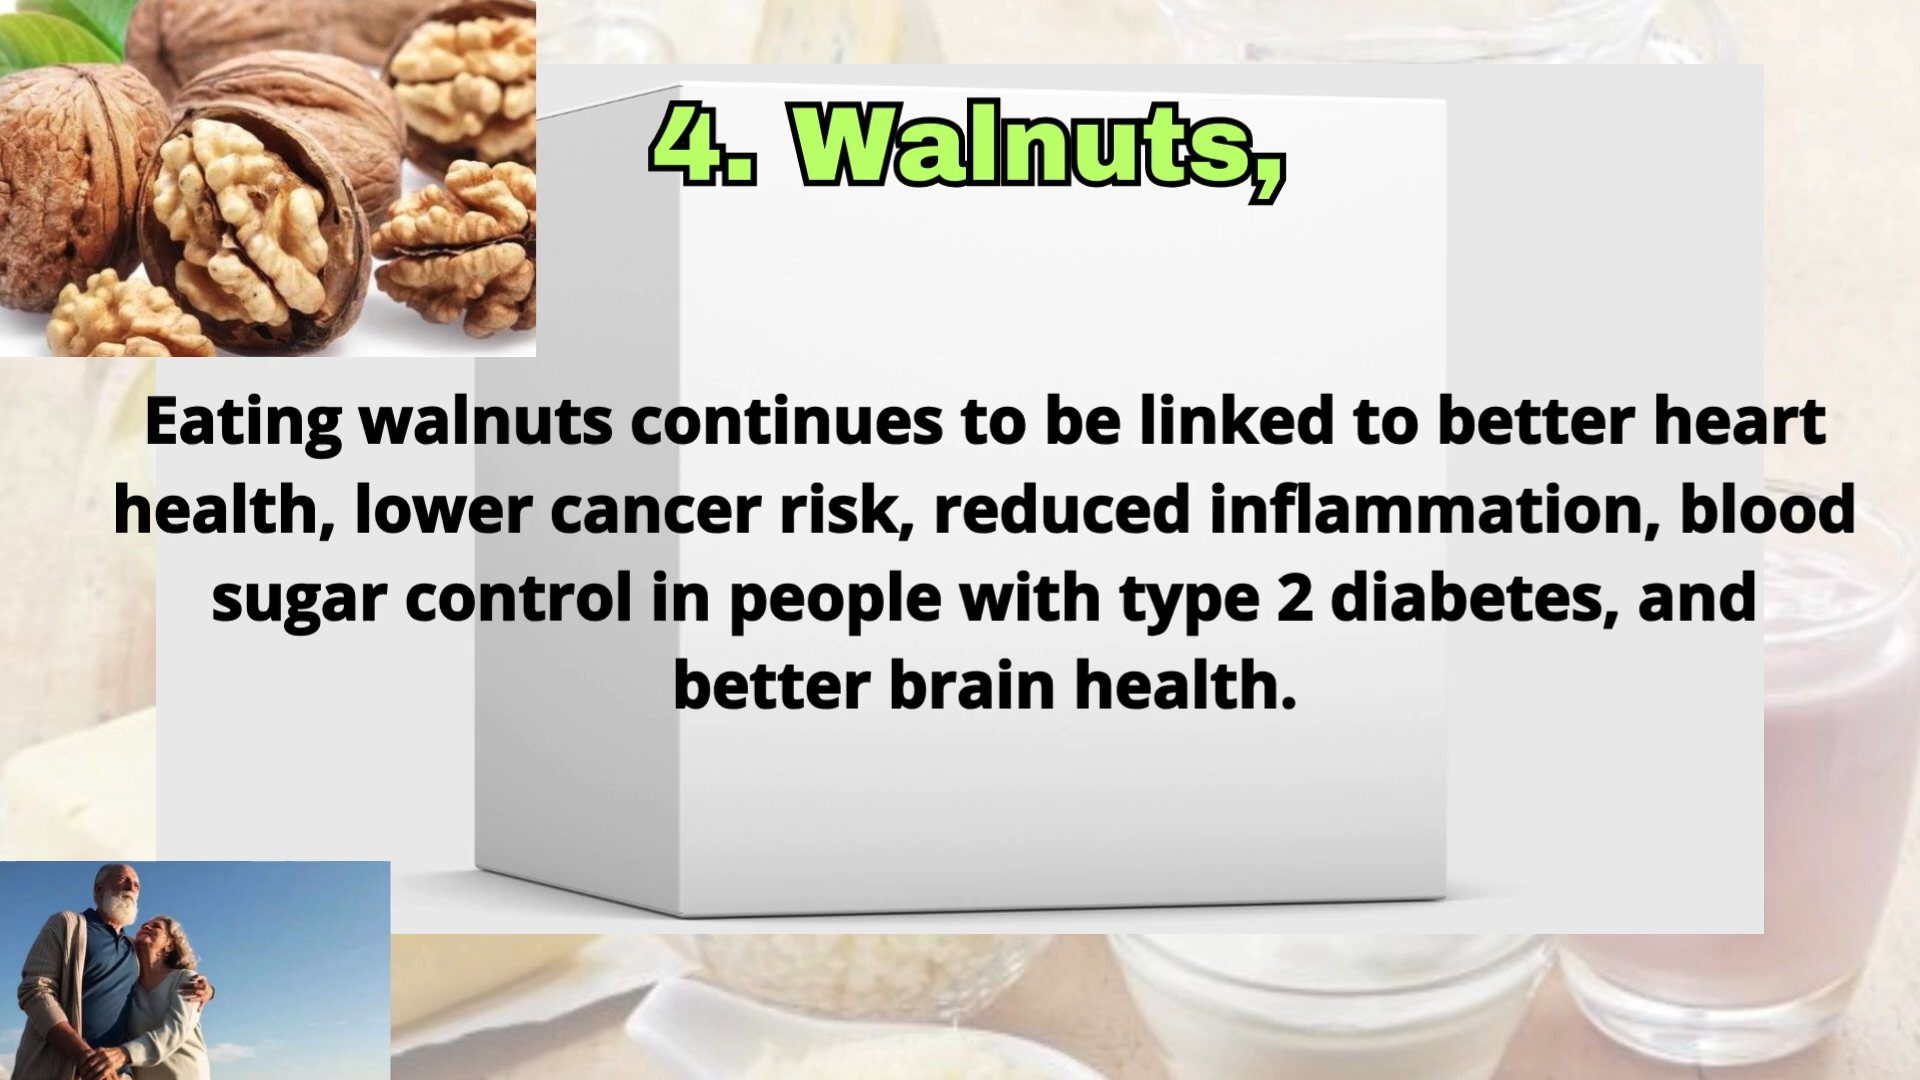 4. Walnuts,
Eating walnuts continues to be linked to better heart
health, lower cancer risk, reduced inflammation, blood
sugar control in people with type 2 diabetes, and
better brain health.